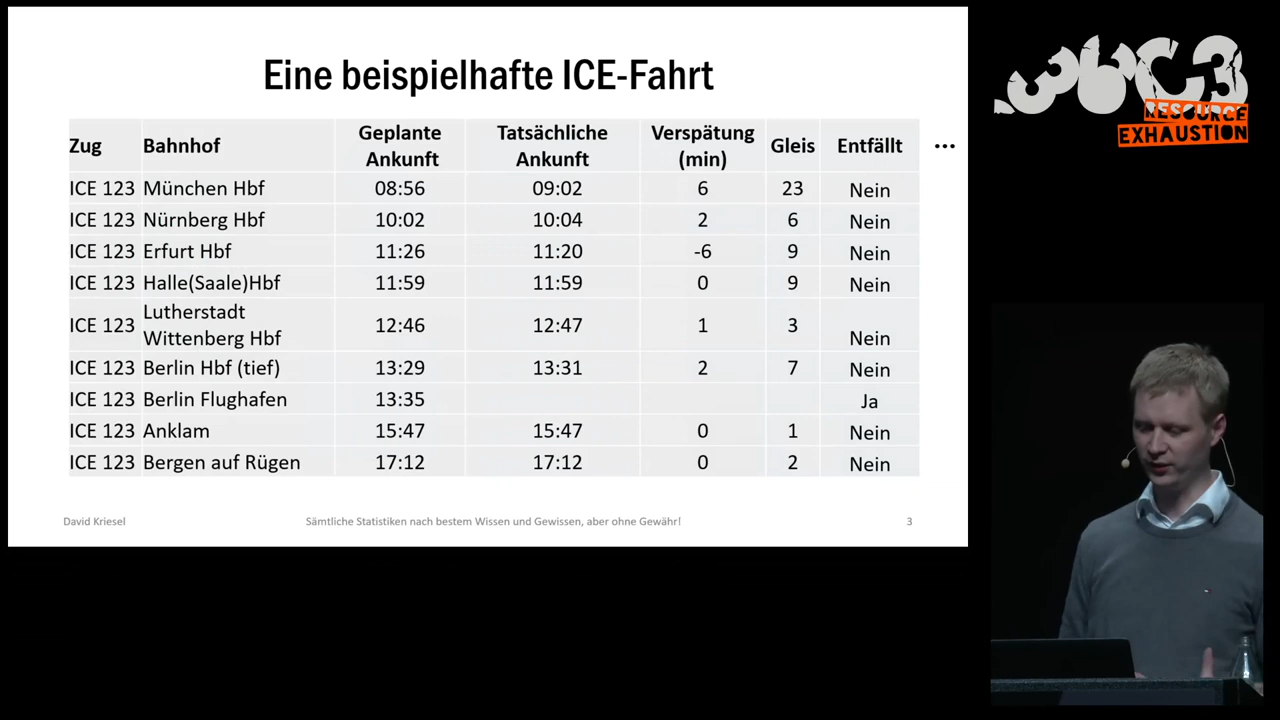 Eine beispielhafte ICE-Fahrt
Zug Bahnhof Geplante Ankunft Tatsächliche Ankunft Verspätung (min) Gleis Entfällt ...
ICE 123 München Hbf 08:56 09:02 6 23 Nein
ICE 123 Nürnberg Hbf 10:02 10:04 2 6 Nein
ICE 123 Erfurt Hbf 11:26 11:20 -6 9 Nein
ICE 123 Halle(Saale)Hbf 11:59 11:59 0 9 Nein
ICE 123 Lutherstadt Wittenberg Hbf 12:46 12:47 1 3 Nein
ICE 123 Berlin Hbf (tief) 13:29 13:31 2 7 Nein
ICE 123 Berlin Flughafen 13:35 Ja
ICE 123 Anklam 15:47 15:47 0 1 Nein
ICE 123 Bergen auf Rügen 17:12 17:12 0 2 Nein
David Kriesel Sämtliche Statistiken nach bestem Wissen und Gewissen, aber ohne Gewähr! 3
36C3
RESOURCE
EXHAUSTION